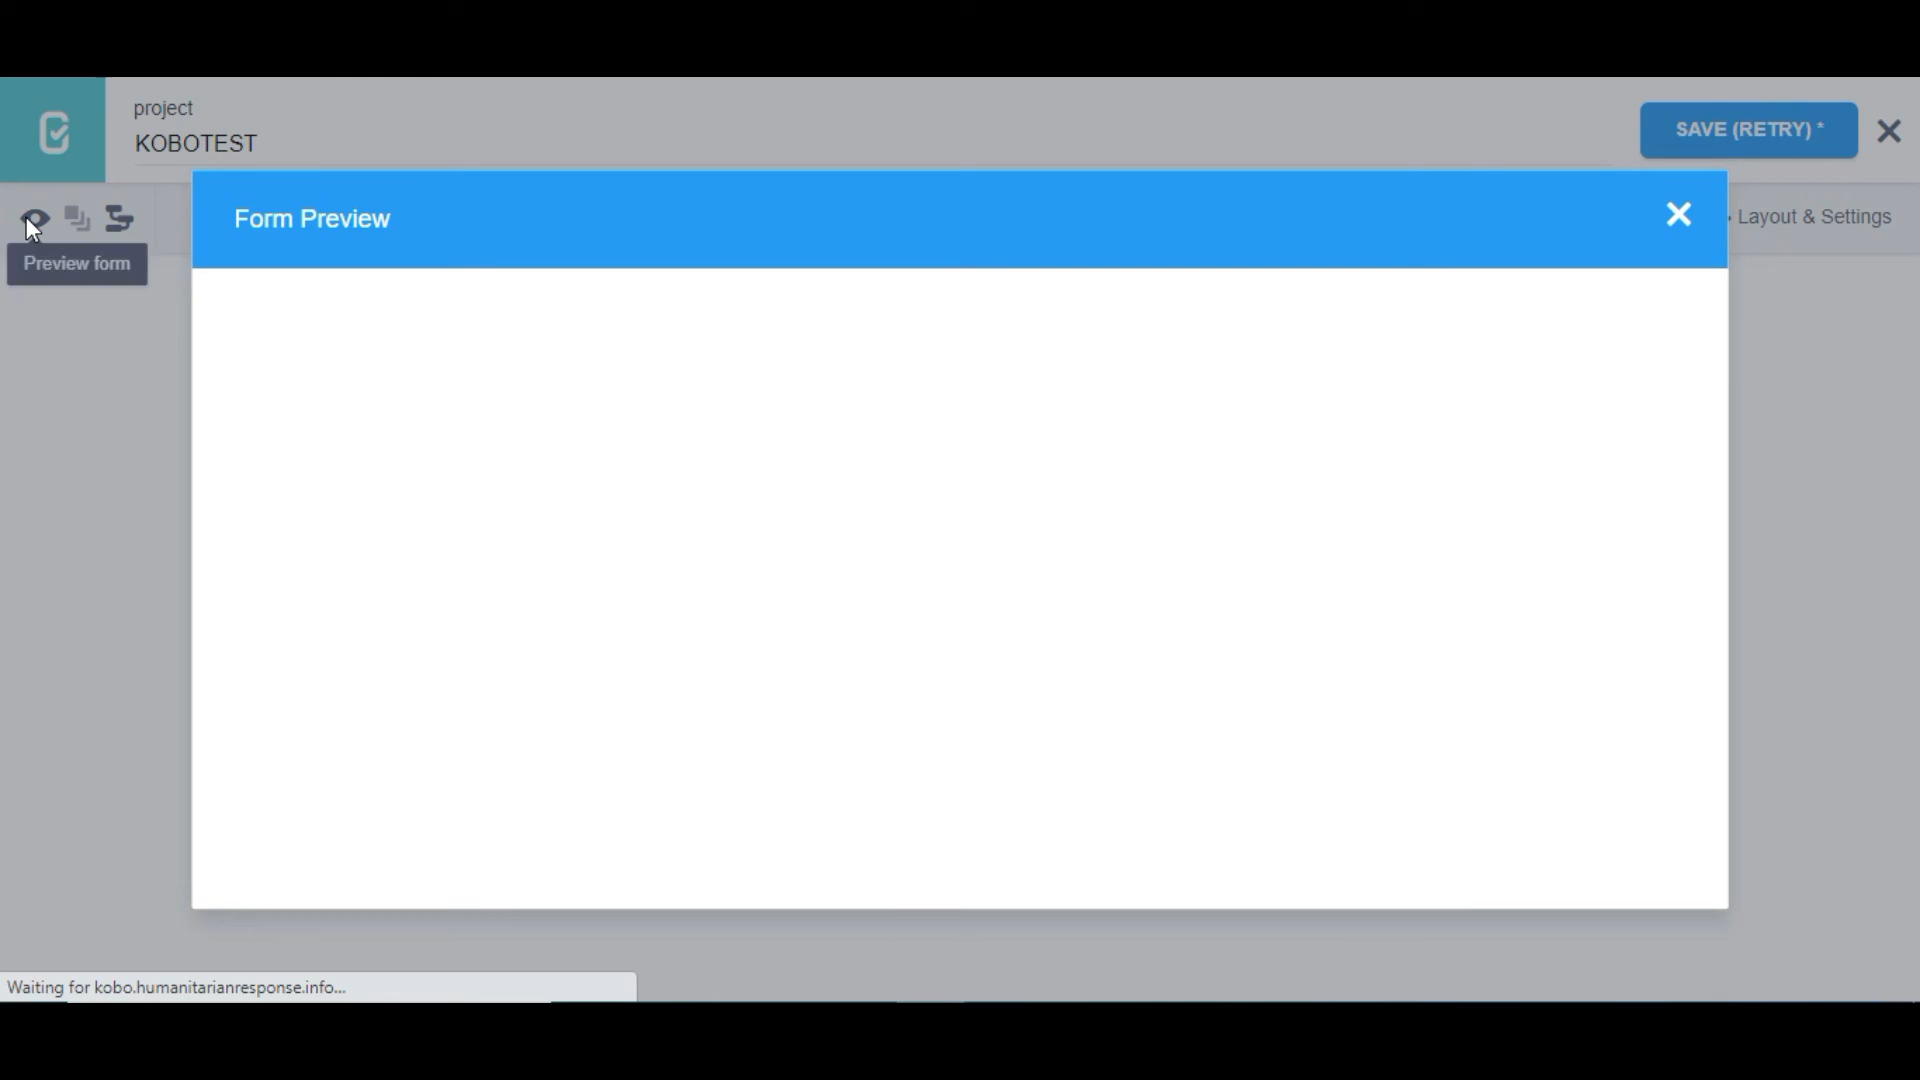 project
KOBOTEST
SAVE (RETRY) *
Form Preview
Layout & Settings
Preview form
Waiting for kobo.humanitarianresponse.info...